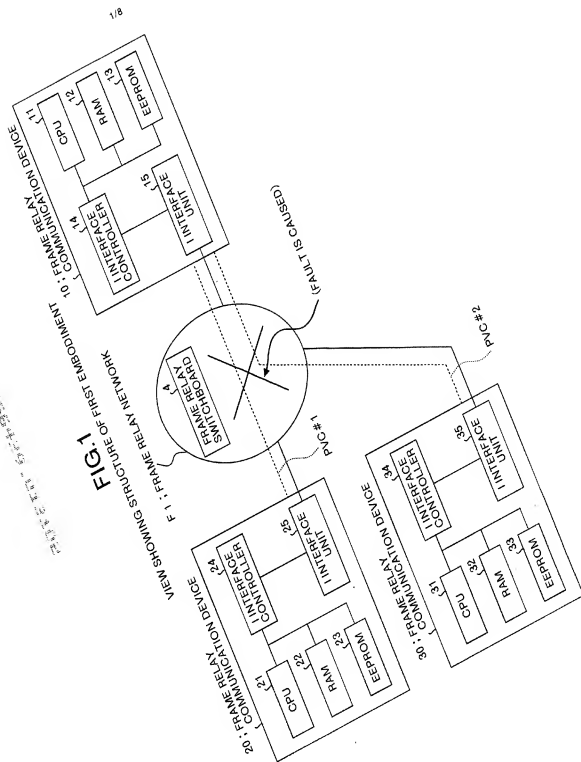 1/8
FIG.1
VIEW SHOWING STRUCTURE OF FIRST EMBODIMENT
F 1 ; FRAME RELAY NETWORK
10 ; FRAME RELAY DEVICE
COMMUNICATION DEVICE
11
CPU
12
RAM
13
EEPROM
14
I INTERFACE
CONTROLLER
15
I INTERFACE
UNIT
4
FRAME RELAY
SWITCHBOARD
(FAULT IS CAUSED)
PVC#1
PVC#2
20 ; FRAME RELAY DEVICE
COMMUNICATION DEVICE
21
CPU
22
RAM
23
EEPROM
24
I INTERFACE
CONTROLLER
25
I INTERFACE
UNIT
30 ; FRAME RELAY DEVICE
COMMUNICATION DEVICE
31
CPU
32
RAM
33
EEPROM
34
I INTERFACE
CONTROLLER
35
I INTERFACE
UNIT